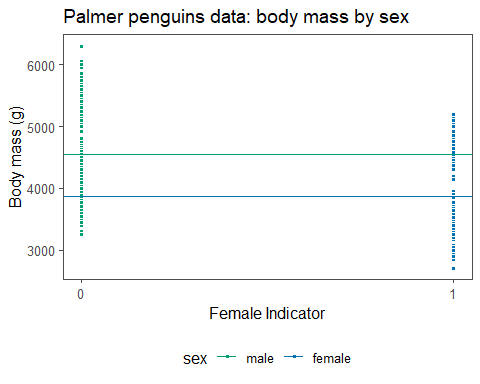 Palmer penguins data: body mass by sex
Body mass (g)
6000
5000
4000
3000
0
1
Female Indicator
sex male female